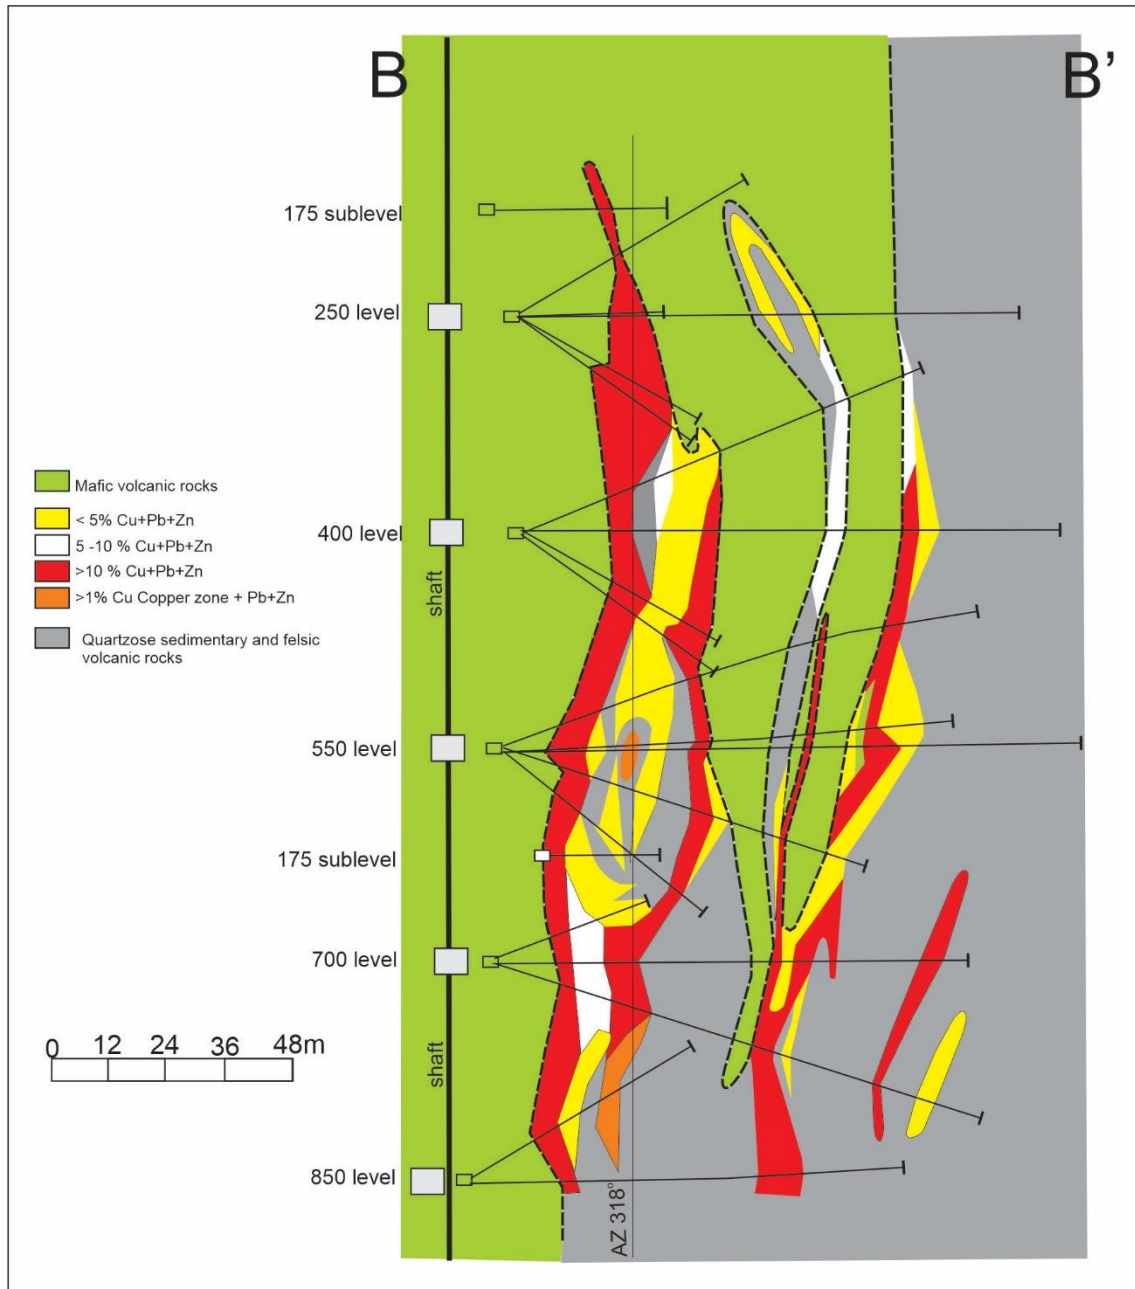 B
B’
175 sublevel
250 level
400 level
shaft
550 level
175 sublevel
700 level
shaft
850 level
Mafic volcanic rocks
< 5% Cu+Pb+Zn
5 -10 % Cu+Pb+Zn
>10 % Cu+Pb+Zn
>1% Cu Copper zone + Pb+Zn
Quartzose sedimentary and felsic
volcanic rocks
0 12 24 36 48m
AZ 318°